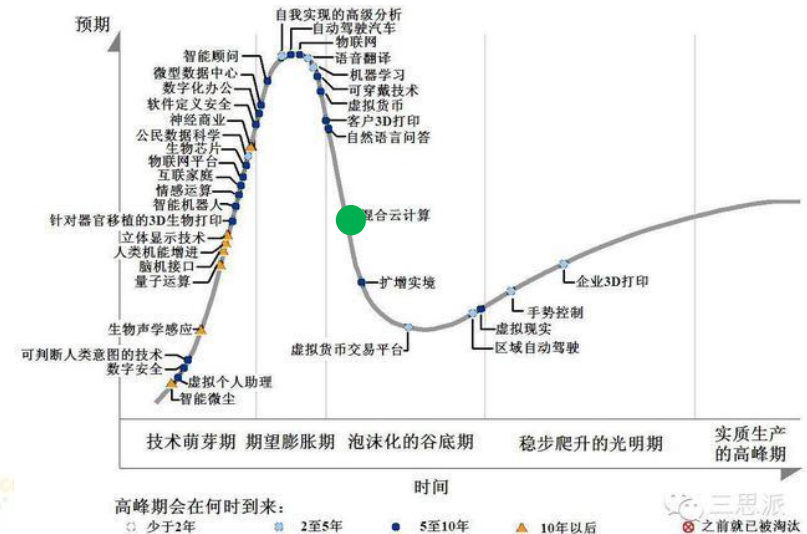 预期
自我实现的高级分析
自动驾驶汽车
物联网
语音翻译
机器学习
可穿戴技术
虚拟货币
客户3D打印
自然语言问答
智能顾问
微型数据中心
数字化办公
软件定义安全
神经商业
公民数据科学
生物芯片
物联网平台
互联家庭
情感运算
智能机器人
针对器官移植的3D生物打印
立体显示技术
人类机能增进
脑机接口
量子运算
混合云计算
扩增实境
生物声学感应
可判断人类意图的技术
数字安全
虚拟个人助理
智能微尘
虚拟货币交易平台
企业3D打印
手势控制
虚拟现实
区域自动驾驶
技术萌芽期
期望膨胀期
泡沫化的谷底期
稳步爬升的光明期
实质生产
的高峰期
时间
高峰期会在何时到来:
少于2年
2至5年
5至10年
10年以后
之前就已被淘汰
三思派